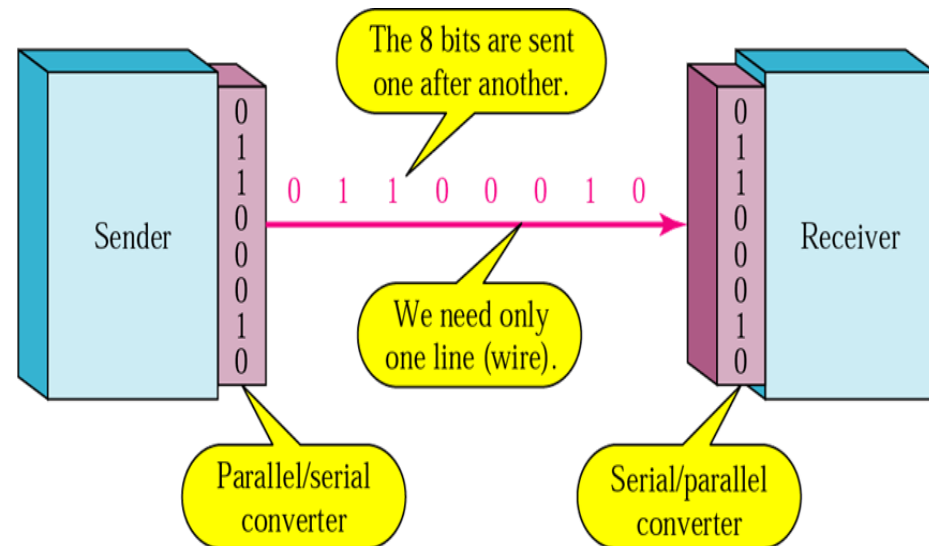 The 8 bits are sent
one after another.
0 1 1 0 0 0 1 0
Sender
0
1
1
0
0
0
1
0
We need only
one line (wire).
0
1
1
0
0
0
1
0
Receiver
Parallel/serial
converter
Serial/parallel
converter